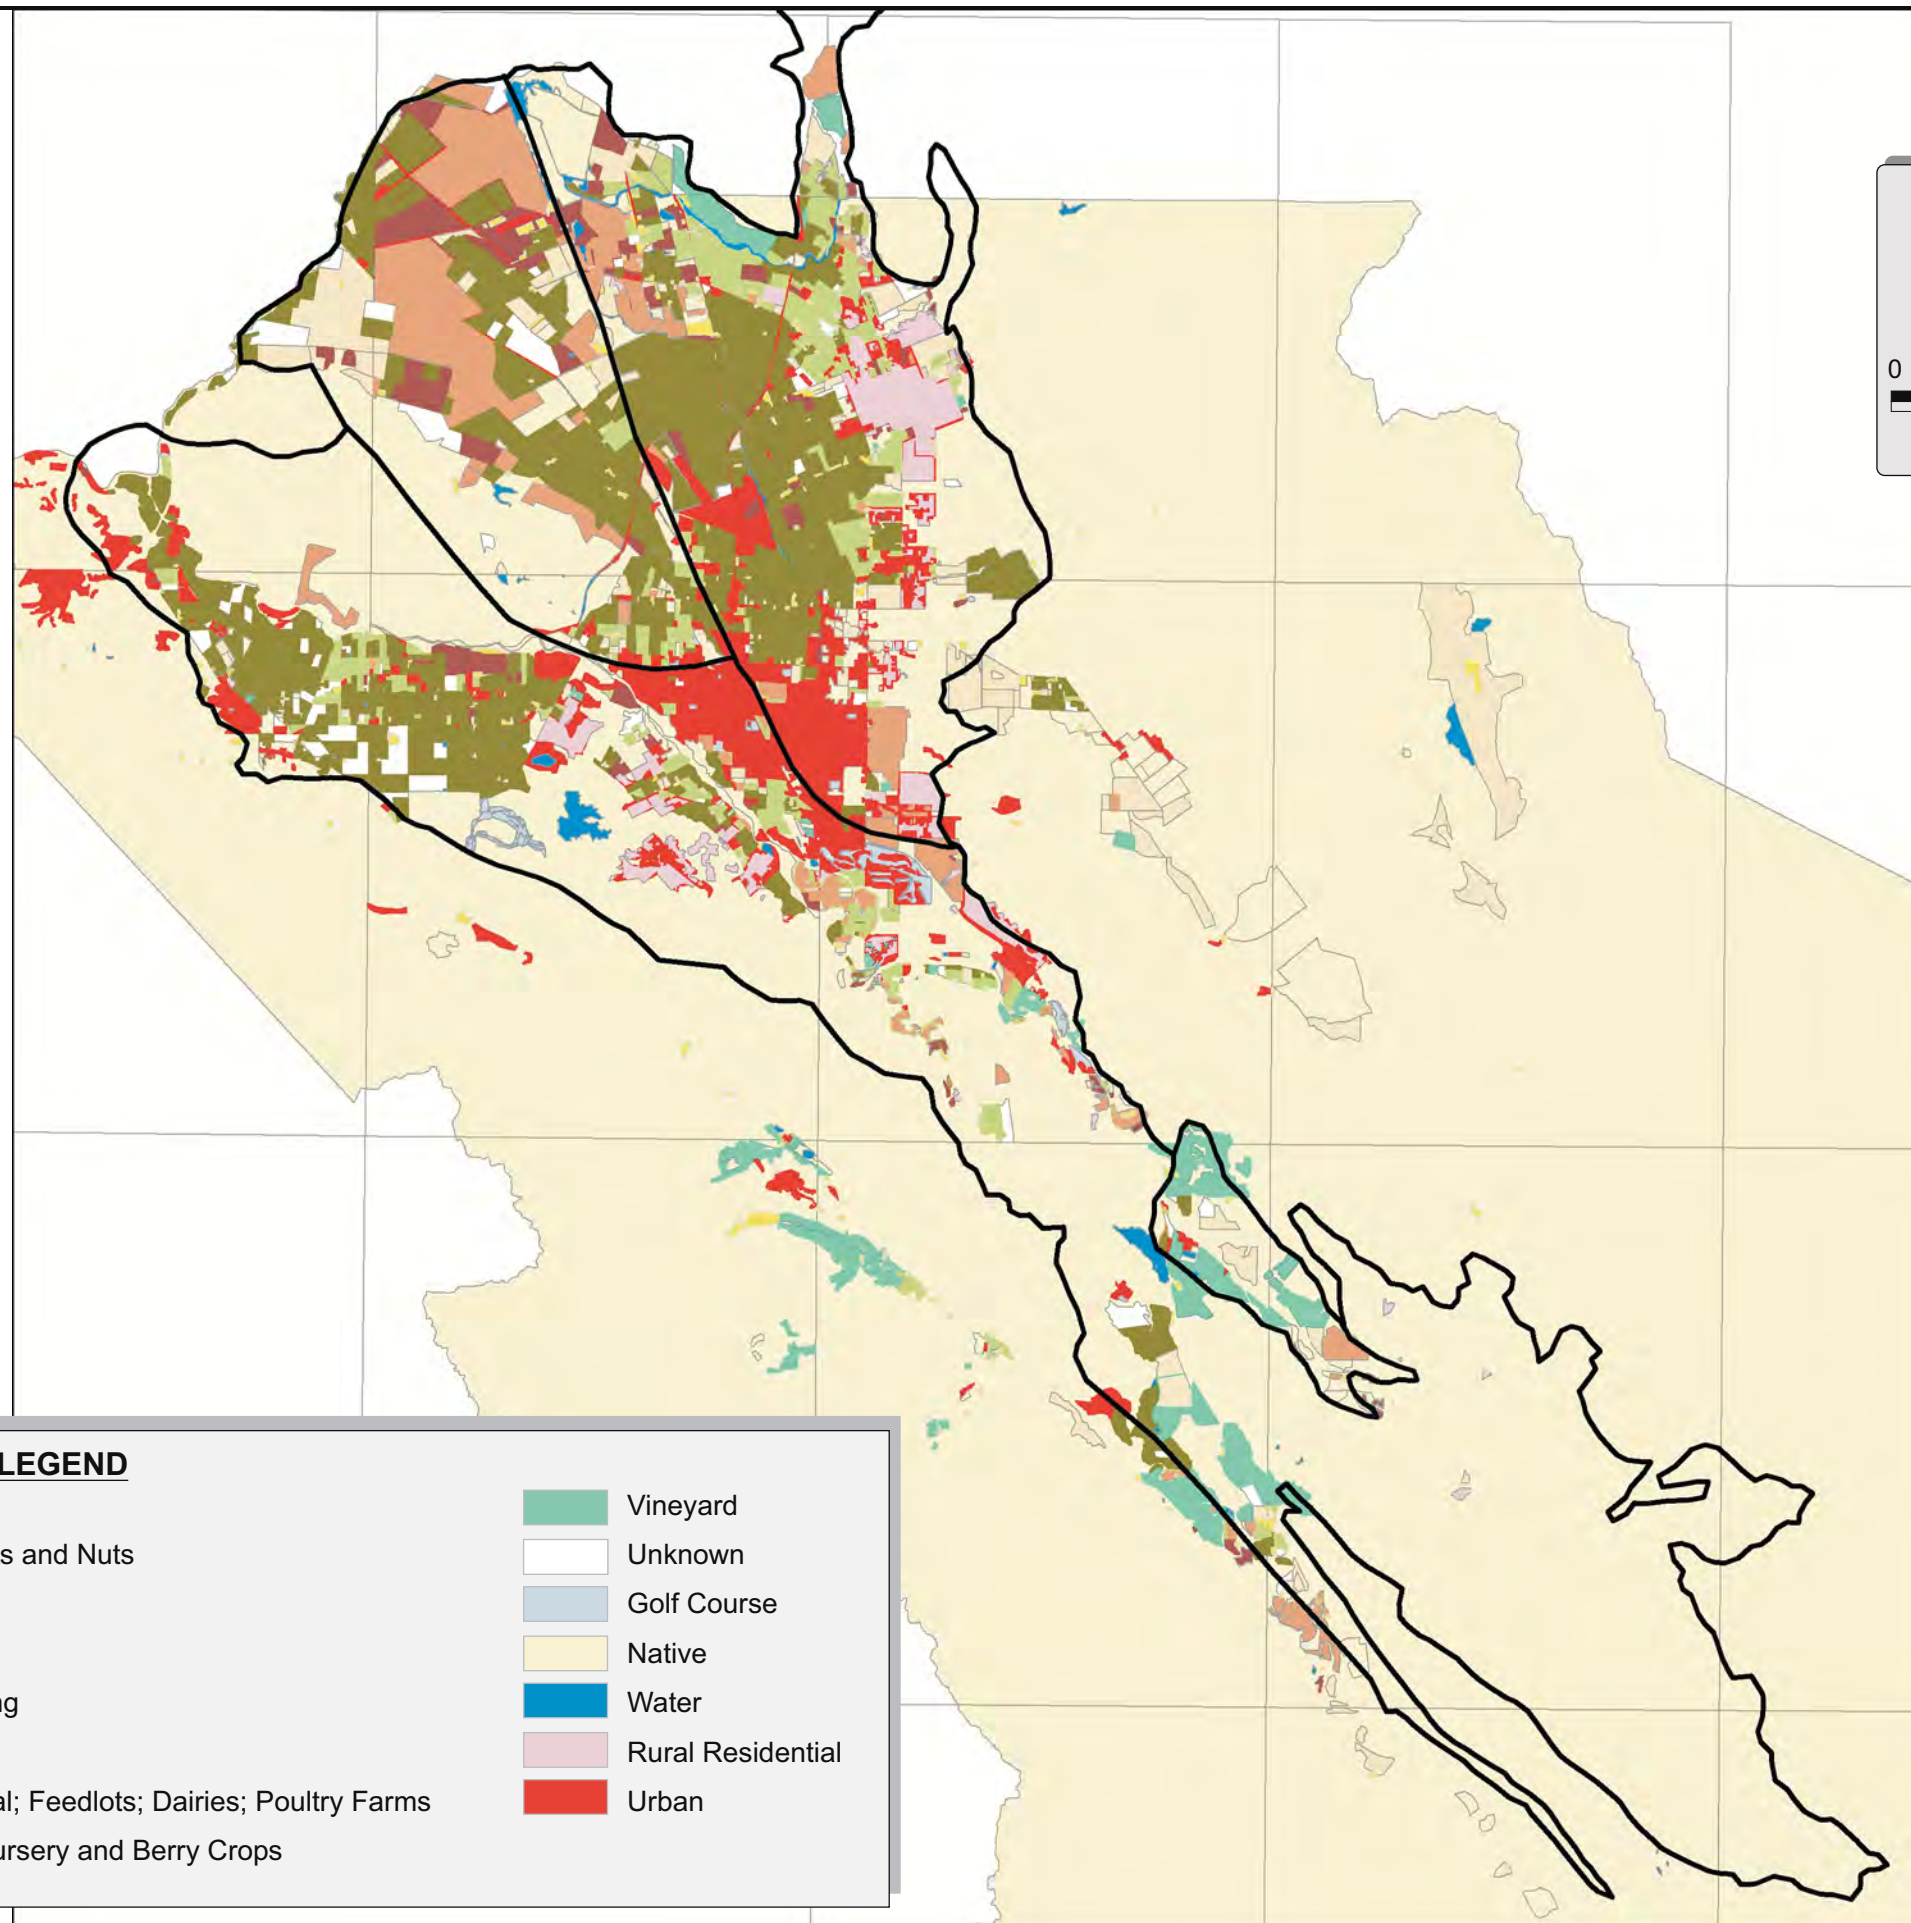 0
LEGEND
s and Nuts
ng
al; Feedlots; Dairies; Poultry Farms
ursery and Berry Crops
Vineyard
Unknown
Golf Course
Native
Water
Rural Residential
Urban